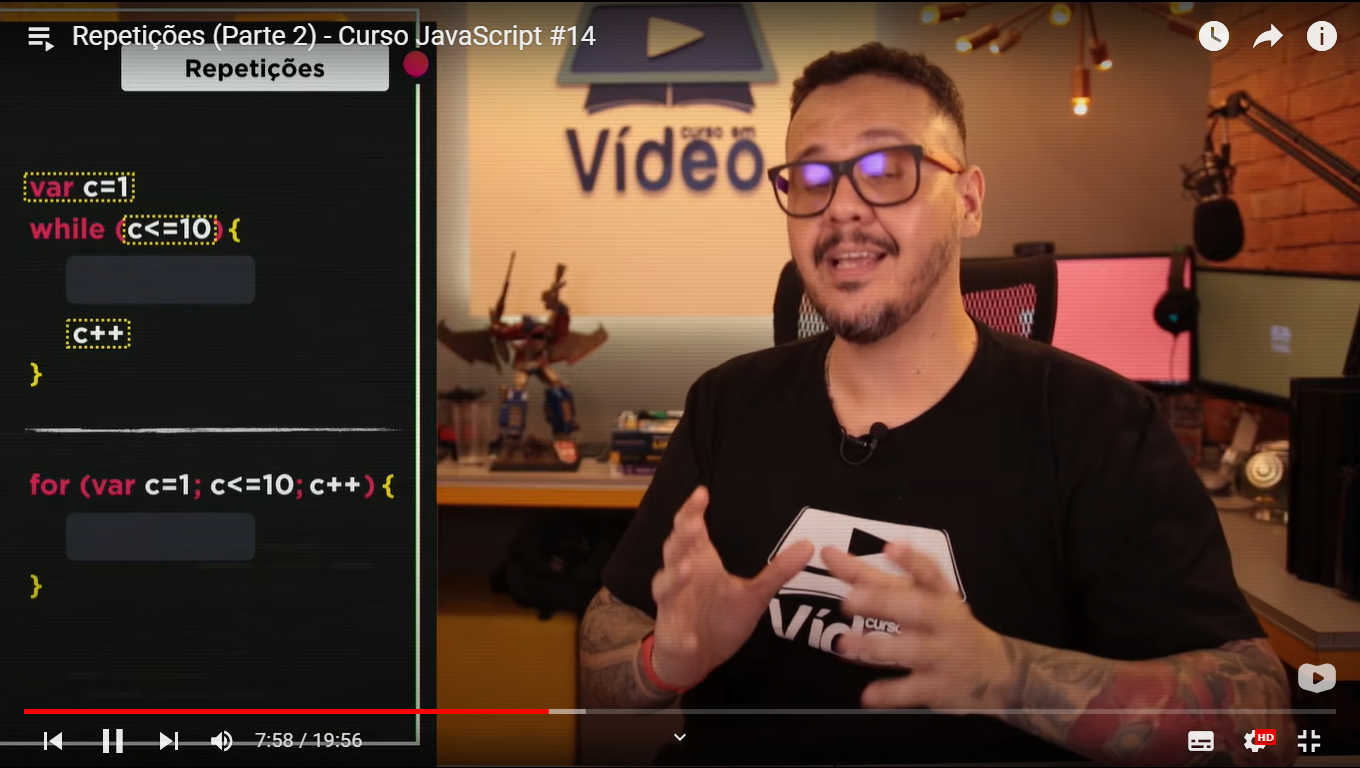 Repetições (Parte 2) - Curso JavaScript #14
Repetições
var c=1
while (c<=10) {
c++
}
for (var c=1; c<=10; c++) {
}
curso em
Vídeo
curso
7:58 / 19:56
HD